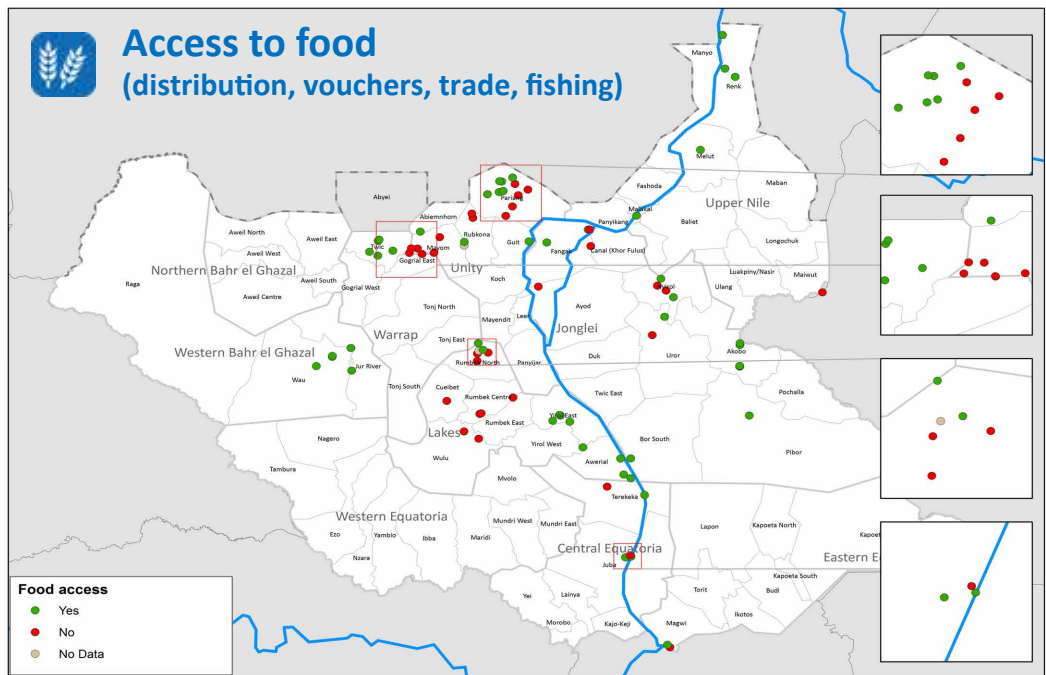 Access to food
(distribution, vouchers, trade, fishing)
Manyo
Renk
Melut
Maban
Fashoda
Upper Nile
Malakal
Panyikang
Baliet
Longochuk
Abyei
Pariang
Abiemnhom
Rubkona
Guit
Fangak
Canal (Khor Fulus)
Luakpiny/Nasir
Maiwut
Ulang
Aweil North
Aweil East
Aweil West
Northern Bahr el Ghazal
Aweil South
Aweil Centre
Raga
Twic
Mayom
Gogrial East
Gogrial West
Unity
Koch
Tonj North
Mayendit
Leer
Ayod
Jonglei
Warrap
Tonj East
Western Bahr el Ghazal
Wau
Jur River
Rumbek North
Panyijar
Duk
Uror
Akobo
Tonj South
Cueibet
Rumbek Centre
Twic East
Pochalla
Rumbek East
Yirol East
Lakes
Yirol West
Wulu
Bor South
Awerial
Pibor
Nagero
Tambura
Mvolo
Terekeka
Western Equatoria
Mundri West
Mundri East
Ezo
Yambio
Ibba
Maridi
Nzara
Central Equatoria
Juba
Lapon
Kapoeta North
Kapoet
Eastern Eq
Kapoeta South
Torit
Budi
Ikotos
Yei
Lainya
Morobo
Kajo-Keji
Magwi
Food access
Yes
No
No Data